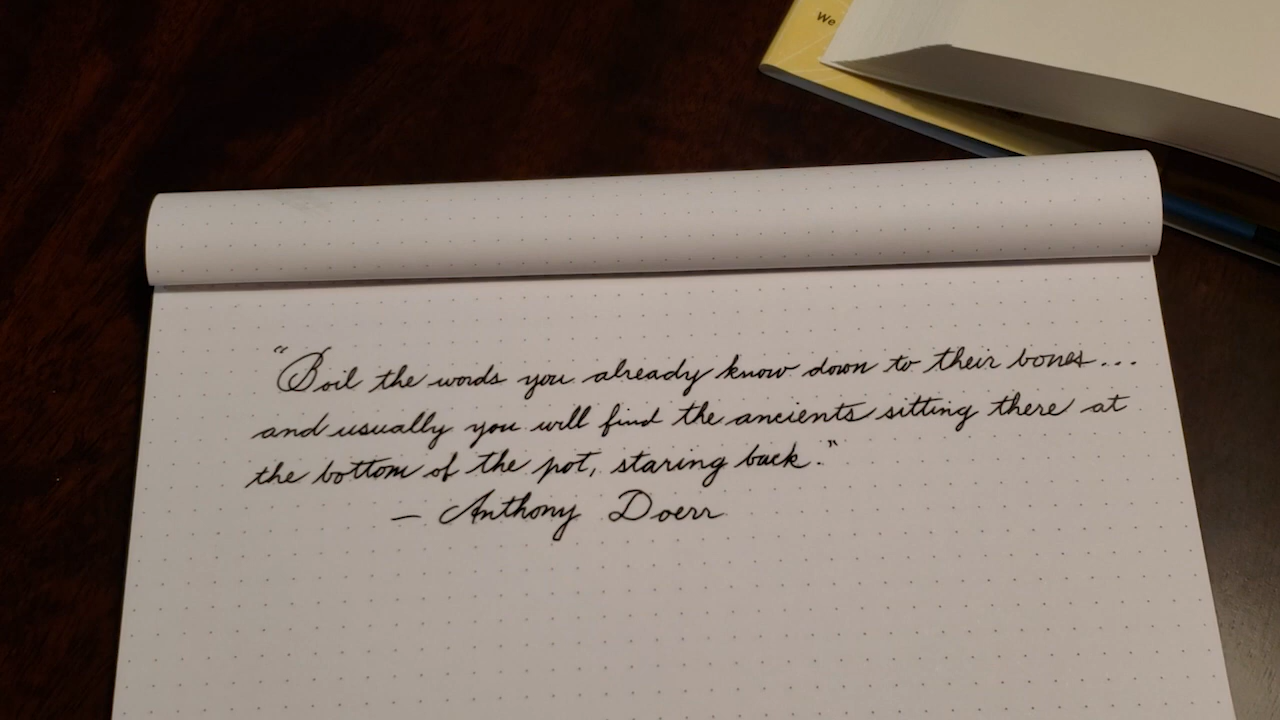 We
"Boil the words you already know down to their bones...
and usually you will find the ancients sitting there at
the bottom of the pot, staring back."
— Anthony Doerr